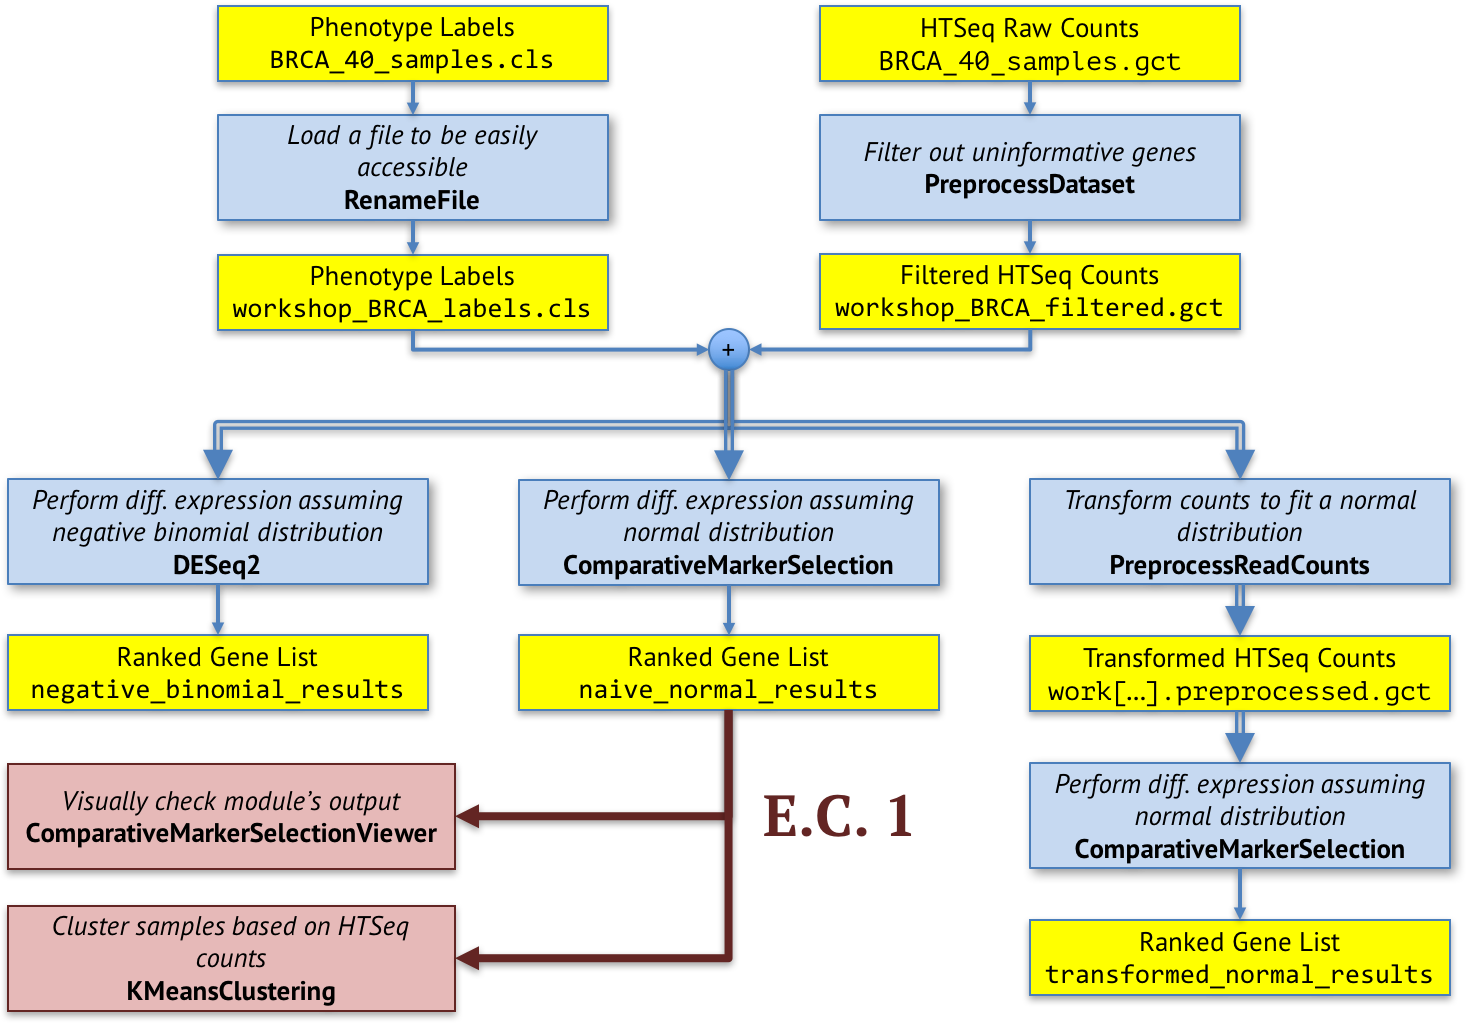 Phenotype Labels
BRCA_40_samples.cls
HTSeq Raw Counts
BRCA_40_samples.gct
Load a file to be easily
accessible
RenameFile
Filter out uninformative genes
PreprocessDataset
Phenotype Labels
workshop_BRCA_labels.cls
Filtered HTSeq Counts
workshop_BRCA_filtered.gct
+
Perform diff. expression assuming
negative binomial distribution
DESeq2
Perform diff. expression assuming
normal distribution
ComparativeMarkerSelection
Transform counts to fit a normal
distribution
PreprocessReadCounts
Ranked Gene List
negative_binomial_results
Ranked Gene List
naive_normal_results
Transformed HTSeq Counts
work[…].preprocessed.gct
Visually check module’s output
ComparativeMarkerSelectionViewer
E.C. 1
Perform diff. expression assuming
normal distribution
ComparativeMarkerSelection
Cluster samples based on HTSeq
counts
KMeansClustering
Ranked Gene List
transformed_normal_results